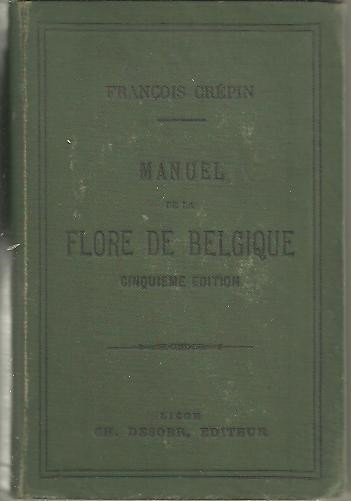 FRANÇOIS CRÉPIN
MANUEL
DE LA
FLORE DE BELGIQUE
CINQUIEME EDITION
LIEGE
CH. DESOER, EDITEUR